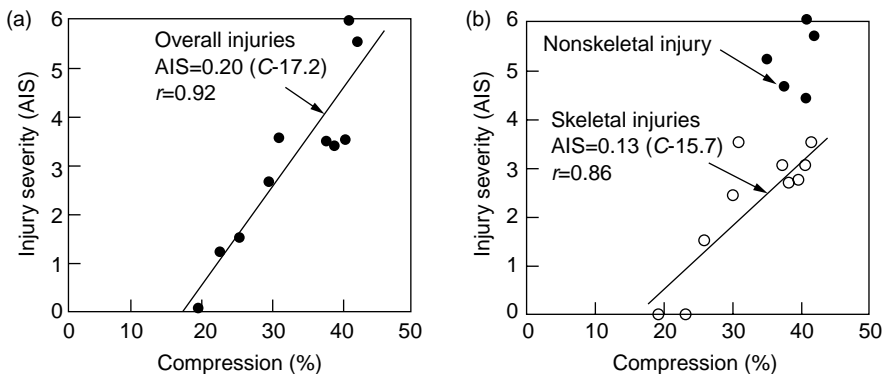 (a)
6
5
4
3
2
1
0
Injury severity (AIS)
Overall injuries
AIS=0.20 (C-17.2)
r=0.92
0 10 20 30 40 50
Compression (%)
(b)
6
5
4
3
2
1
0
Injury severity (AIS)
Nonskeletal injury
Skeletal injuries
AIS=0.13 (C-15.7)
r=0.86
0 10 20 30 40 50
Compression (%)